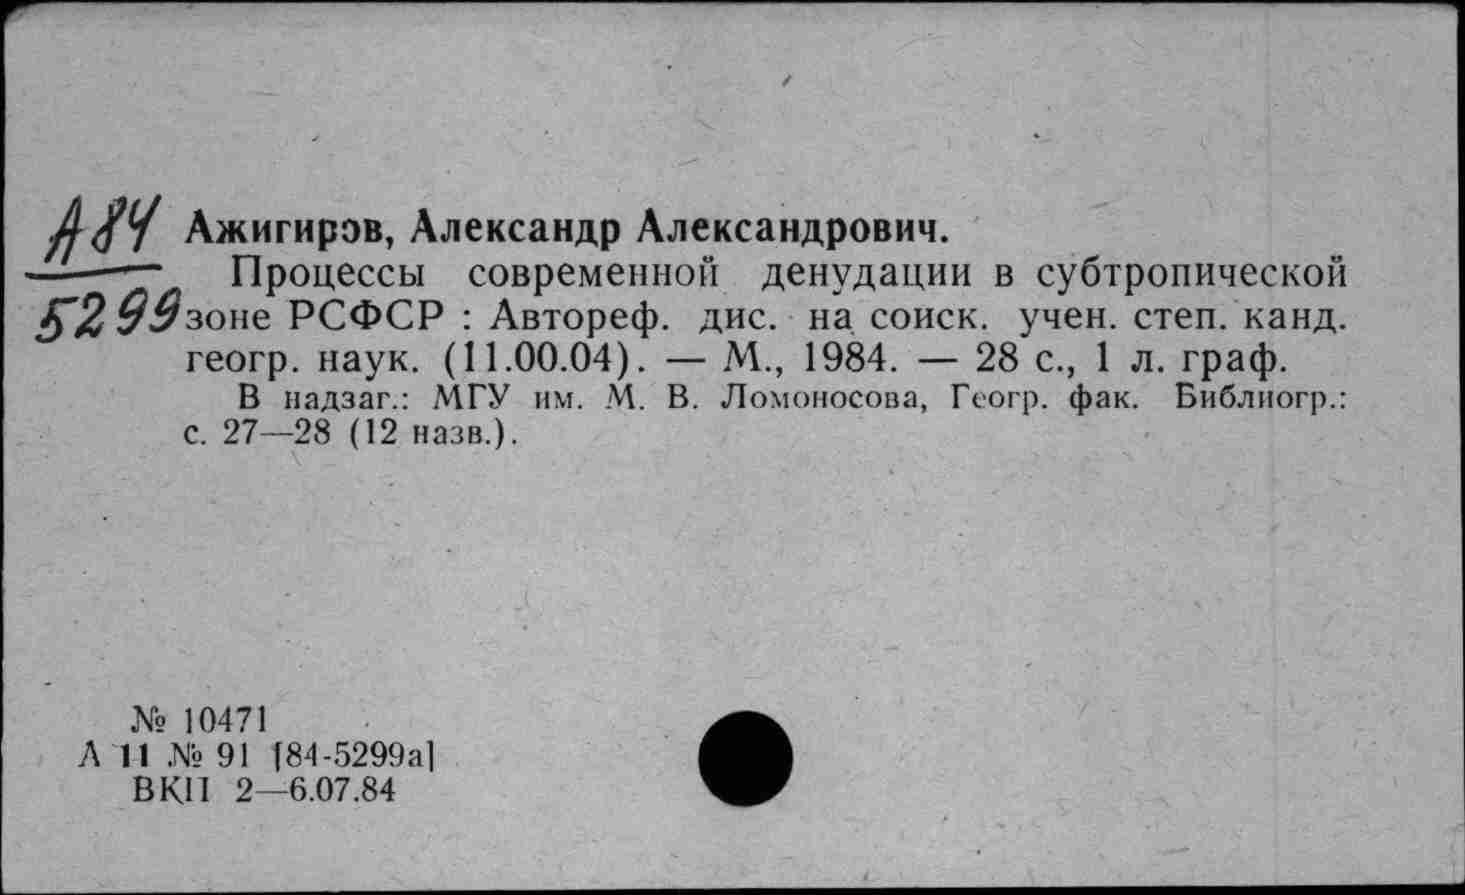 А84 Ажигиров, Александр Александрович.
Процессы современной денудации в субтропической
5299 зоне РСФСР : Автореф. дис. на соиск. учен. степ. канд.
геогр. наук. (11.00.04). — М., 1984. — 28 с., 1 л. граф.
В надзаг.: МГУ им. М. В. Ломоносова, Геогр. фак. Библиогр.:
с. 27—28 (12 назв.).
№ 10471
А 11 № 91 [84-5299а]
ВКП 2—6.07.84